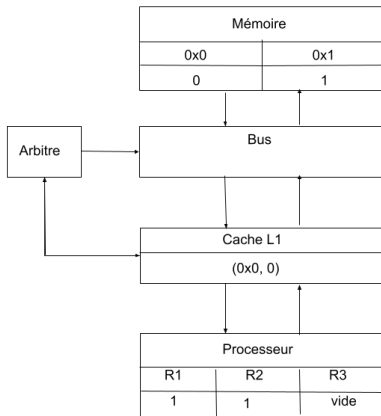 Mémoire
0x0 0x1
0 1
Arbitre
Bus
Cache L1
(0x0, 0)
Processeur
R1 R2 R3
1 1 vide